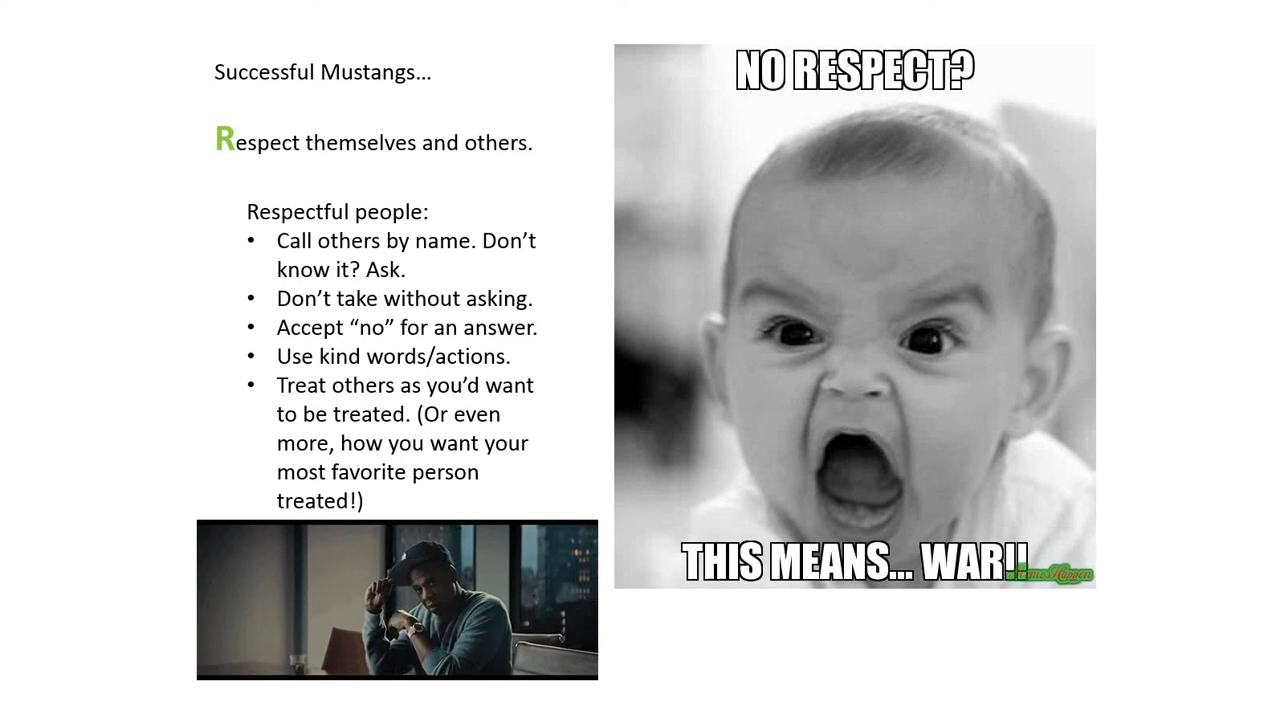 Successful Mustangs…
Respect themselves and others.
Respectful people:
• Call others by name. Don’t
know it? Ask.
• Don’t take without asking.
• Accept “no” for an answer.
• Use kind words/actions.
• Treat others as you’d want
to be treated. (Or even
more, how you want your
most favorite person
treated!)
NO RESPECT?
THIS MEANS... WAR!!